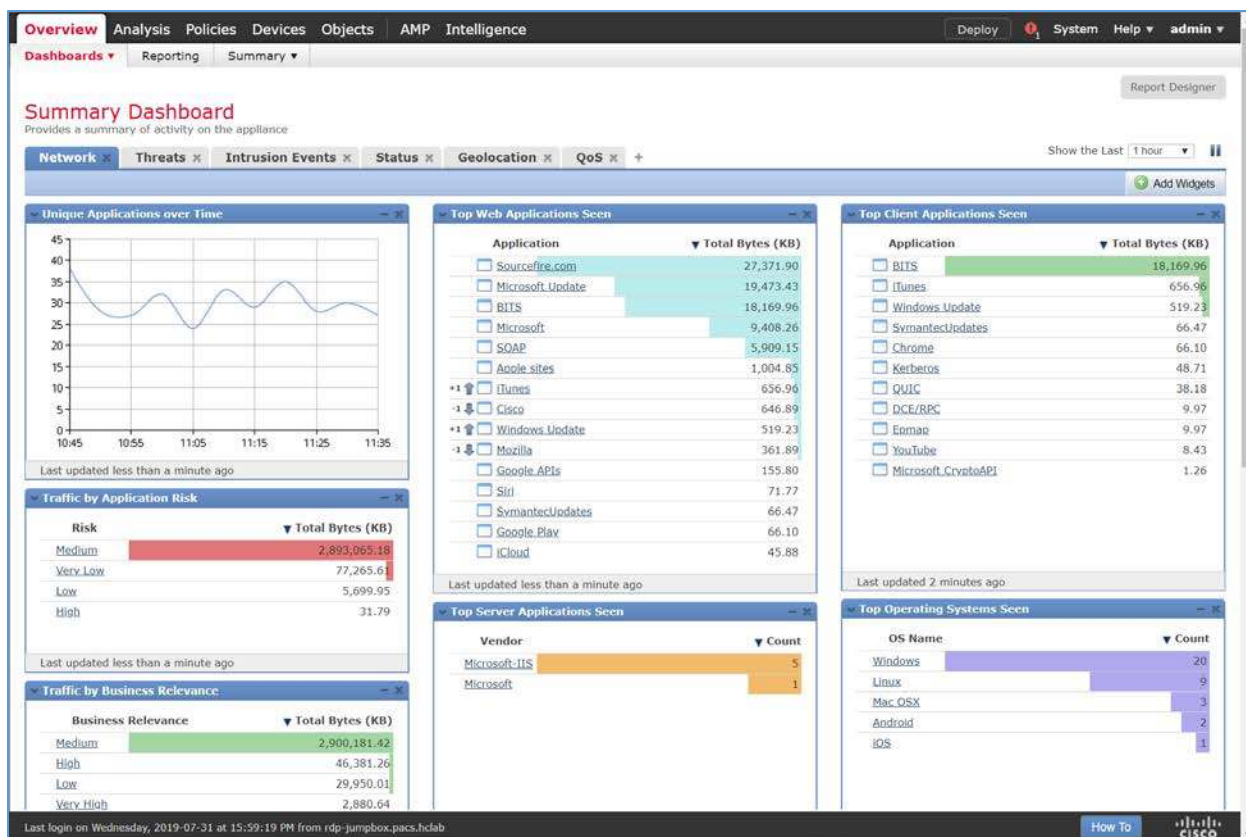 Overview Analysis Policies Devices Objects AMP Intelligence Deploy 1 System Help ▾ admin ▾
Dashboards ▾ Reporting Summary ▾
Report Designer
Summary Dashboard
Provides a summary of activity on the appliance
Network × Threats × Intrusion Events × Status × Geolocation × QoS × +
Show the Last 1 hour ▾
Add Widgets
Unique Applications over Time
45
40
35
30
25
20
15
10
5
0
10:45 10:55 11:05 11:15 11:25 11:35
Last updated less than a minute ago
Traffic by Application Risk
Risk ▼ Total Bytes (KB)
Medium 2,893,065.18
Very Low 77,265.61
Low 5,699.95
High 31.79
Last updated less than a minute ago
Traffic by Business Relevance
Business Relevance ▼ Total Bytes (KB)
Medium 2,900,181.42
High 46,381.26
Low 29,950.01
Very High 2,880.64
Top Web Applications Seen
Application ▼ Total Bytes (KB)
Sourcefire.com 27,371.90
Microsoft Update 19,473.43
BITS 18,169.96
Microsoft 9,408.26
SOAP 5,909.15
Apple sites 1,004.85
+1 iTunes 656.96
-1 Cisco 646.89
+1 Windows Update 519.23
-1 Mozilla 361.89
Google APIs 155.80
Siri 71.77
SymantecUpdates 66.47
Google Play 66.10
iCloud 45.88
Last updated less than a minute ago
Top Server Applications Seen
Vendor ▼ Count
Microsoft-IIS 5
Microsoft 1
Top Client Applications Seen
Application ▼ Total Bytes (KB)
BITS 18,169.96
iTunes 656.96
Windows Update 519.23
SymantecUpdates 66.47
Chrome 66.10
Kerberos 48.71
QUIC 38.18
DCE/RPC 9.97
Epmap 9.97
YouTube 8.43
Microsoft CryptoAPI 1.26
Last updated 2 minutes ago
Top Operating Systems Seen
OS Name ▼ Count
Windows 20
Linux 9
Mac OSX 3
Android 2
iOS 1
Last login on Wednesday, 2019-07-31 at 15:59:19 PM from rdp-jumpbox.pacs.hclab
How To
CISCO